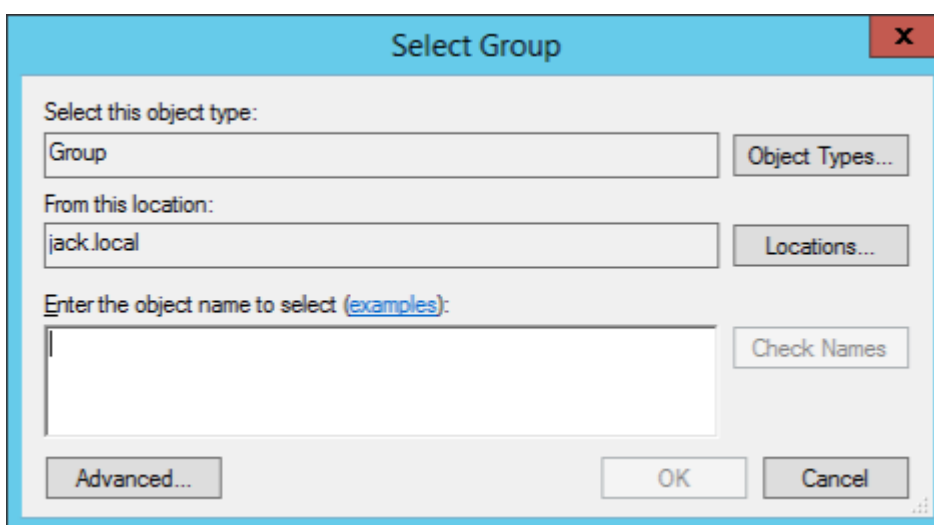 Select Group
x
Select this object type:
Group
Object Types...
From this location:
jack.local
Locations...
Enter the object name to select (examples):
Check Names
Advanced...
OK
Cancel